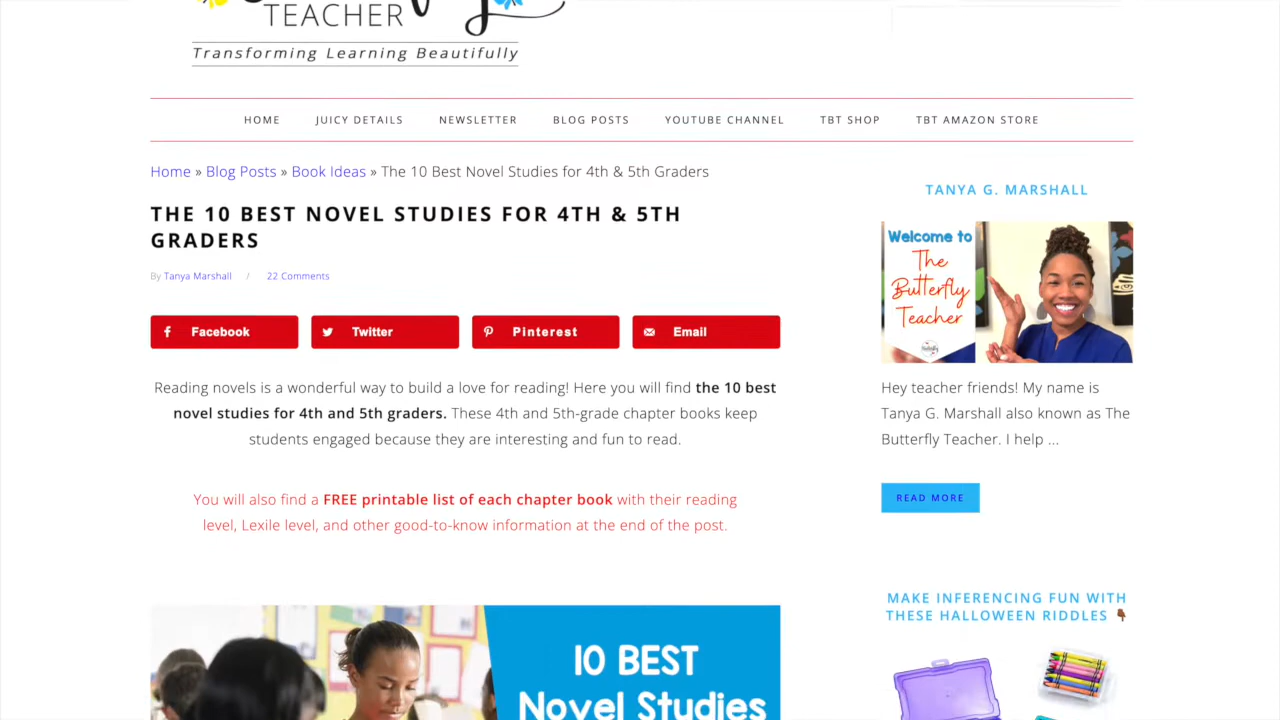 TEACHER
Transforming Learning Beautifully
HOME JUICY DETAILS NEWSLETTER BLOG POSTS YOUTUBE CHANNEL TBT SHOP TBT AMAZON STORE
Home » Blog Posts » Book Ideas » The 10 Best Novel Studies for 4th & 5th Graders
THE 10 BEST NOVEL STUDIES FOR 4TH & 5TH
GRADERS
By Tanya Marshall / 22 Comments
Facebook Twitter Pinterest Email
Reading novels is a wonderful way to build a love for reading! Here you will find the 10 best
novel studies for 4th and 5th graders. These 4th and 5th-grade chapter books keep
students engaged because they are interesting and fun to read.
You will also find a FREE printable list of each chapter book with their reading
level, Lexile level, and other good-to-know information at the end of the post.
10 BEST
Novel Studies
TANYA G. MARSHALL
Welcome to
The
Butterfly
Teacher
Hey teacher friends! My name is
Tanya G. Marshall also known as The
Butterfly Teacher. I help ...
READ MORE
MAKE INFERENCING FUN WITH
THESE HALLOWEEN RIDDLES 👇🏾